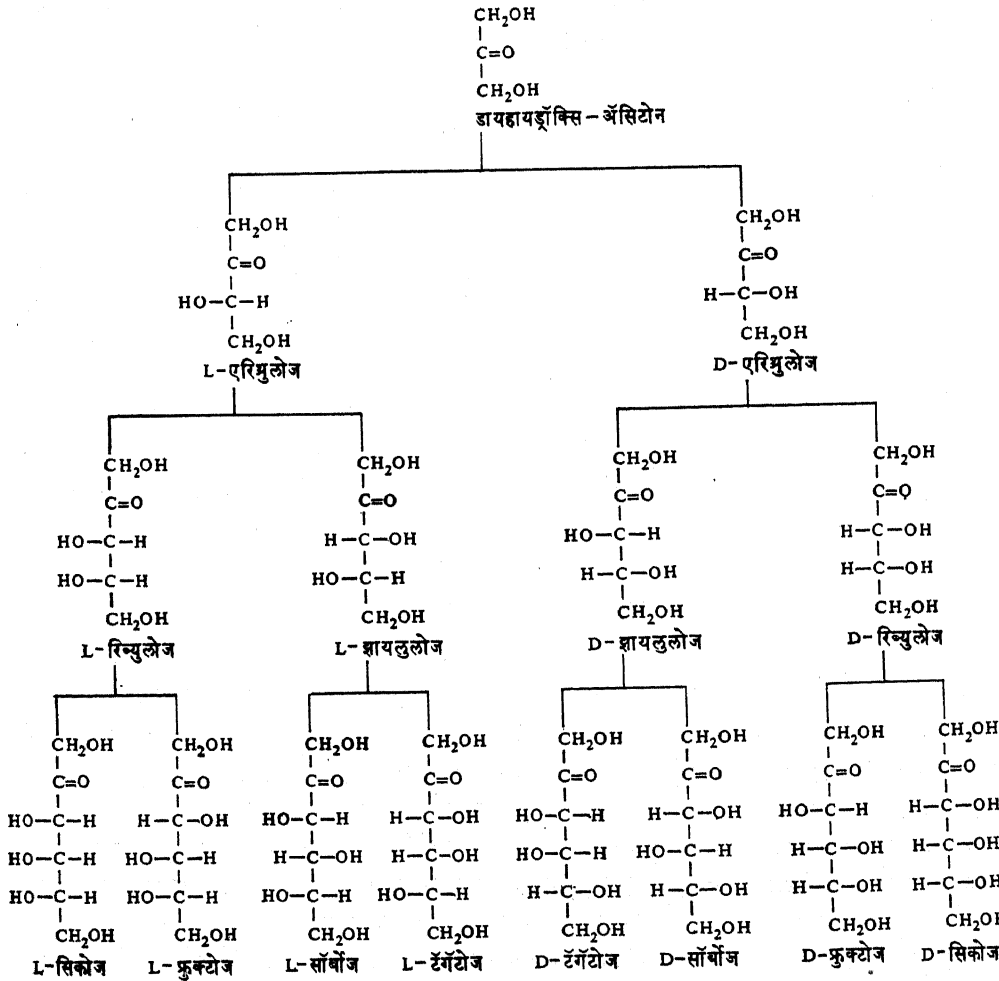 CH₂OH
C=O
CH₂OH
डायहायड्रॉक्सि-ॲसिटोन
CH₂OH
C=O
HO-C-H
CH₂OH
L-एरिथ्रुलोज
CH₂OH
C=O
H-C-OH
CH₂OH
D-एरिथ्रुलोज
CH₂OH
C=O
HO-C-H
HO-C-H
CH₂OH
L-रिब्युलोज
CH₂OH
C=O
H-C-OH
HO-C-H
CH₂OH
L-झायलुलोज
CH₂OH
C=O
HO-C-H
H-C-OH
CH₂OH
D-झायलुलोज
CH₂OH
C=O
H-C-OH
H-C-OH
CH₂OH
D-रिब्युलोज
CH₂OH
C=O
HO-C-H
HO-C-H
HO-C-H
CH₂OH
L-सिकोज
CH₂OH
C=O
H-C-OH
HO-C-H
HO-C-H
CH₂OH
L-फ्रुक्टोज
CH₂OH
C=O
HO-C-H
H-C-OH
HO-C-H
CH₂OH
L-सॉर्बोज
CH₂OH
C=O
H-C-OH
H-C-OH
HO-C-H
CH₂OH
L-टॅगॅटोज
CH₂OH
C=O
HO-C-H
HO-C-H
H-C-OH
CH₂OH
D-टॅगॅटोज
CH₂OH
C=O
H-C-OH
HO-C-H
H-C-OH
CH₂OH
D-सॉर्बोज
CH₂OH
C=O
HO-C-H
H-C-OH
H-C-OH
CH₂OH
D-फ्रुक्टोज
CH₂OH
C=O
H-C-OH
H-C-OH
H-C-OH
CH₂OH
D-सिकोज